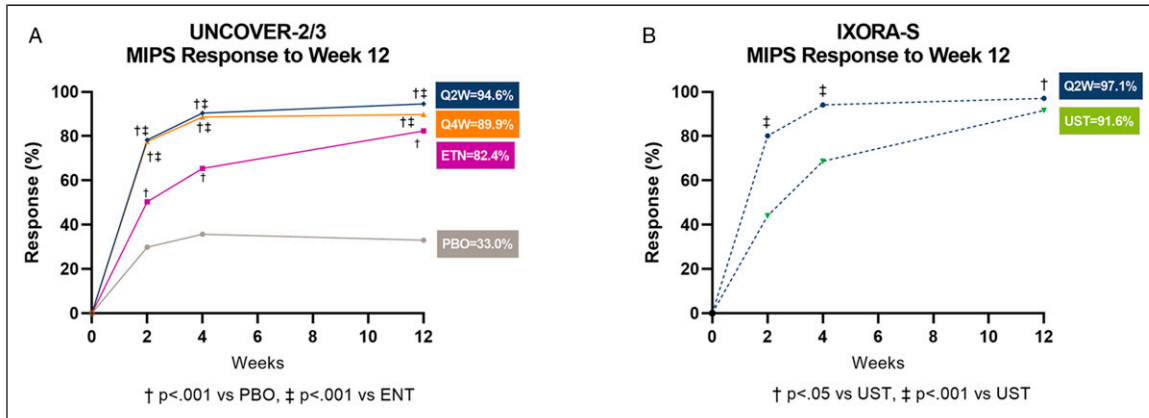 A
UNCOVER-2/3
MIPS Response to Week 12
Response (%)
100
80
60
40
20
0
†‡
†‡
†‡
†‡
†‡
†‡
†
†
†
Q2W=94.6%
Q4W=89.9%
ETN=82.4%
PBO=33.0%
0 2 4 6 8 10 12
Weeks
† p<.001 vs PBO, ‡ p<.001 vs ENT
B
IXORA-S
MIPS Response to Week 12
Response (%)
100
80
60
40
20
0
‡
‡
†
Q2W=97.1%
UST=91.6%
0 2 4 6 8 10 12
Weeks
† p<.05 vs UST, ‡ p<.001 vs UST